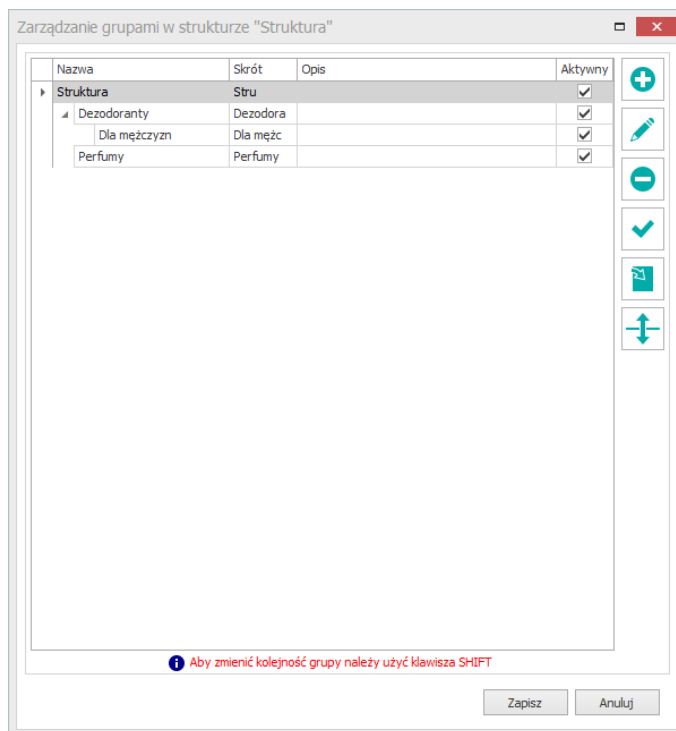 Zarządzanie grupami w strukturze "Struktura"
Nazwa Skrót Opis Aktywny
Struktura Stru
Dezodoranty Dezodora
Dla mężczyzn Dla mężc
Perfumy Perfumy
Aby zmienić kolejność grupy należy użyć klawisza SHIFT
Zapisz Anuluj